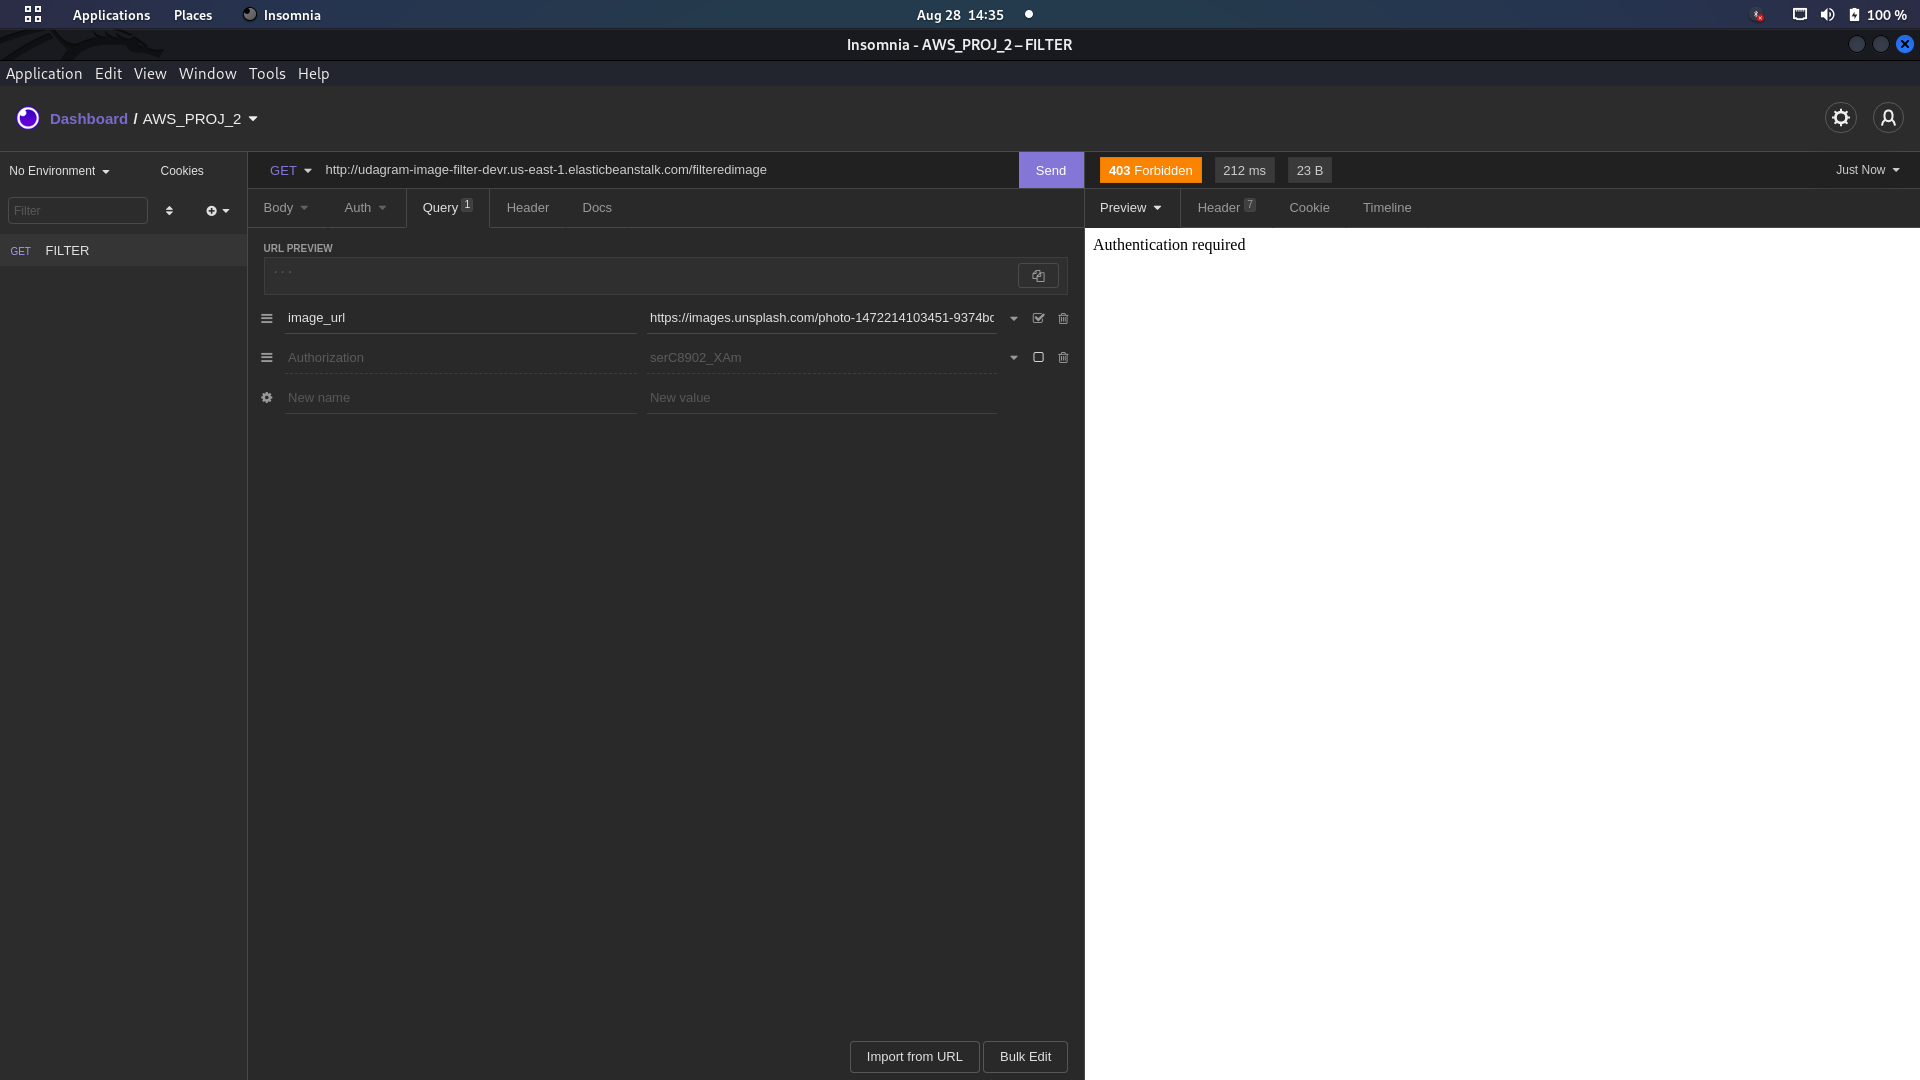 Applications Places Insomnia Aug 28 14:35 100 %
Insomnia - AWS_PROJ_2 – FILTER
Application Edit View Window Tools Help
Dashboard / AWS_PROJ_2
No Environment Cookies
GET http://udagram-image-filter-devr.us-east-1.elasticbeanstalk.com/filteredimage Send
403 Forbidden 212 ms 23 B Just Now
Filter
Body Auth Query 1 Header Docs
Preview Header 7 Cookie Timeline
GET FILTER
URL PREVIEW
...
Authentication required
image_url https://images.unsplash.com/photo-1472214103451-9374bc
Authorization serC8902_XAm
New name New value
Import from URL Bulk Edit